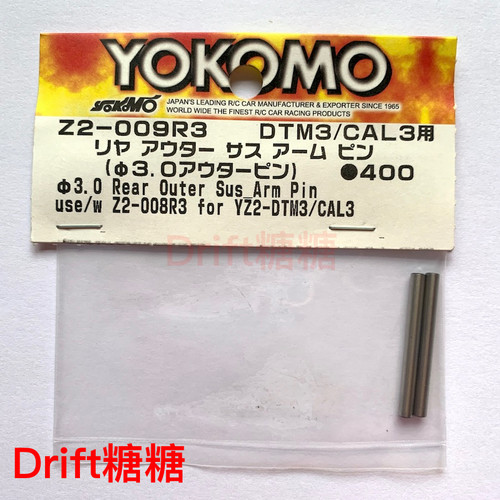 YOKOMO
YOKOMO
JAPAN'S LEADING R/C CAR MANUFACTURER & EXPORTER SINCE 1965
WORLD WIDE THE FINEST R/C CAR RACING PRODUCTS
Z2-009R3 DTM3/CAL3用
リヤ アウター サス アーム ピン
(φ3.0アウターピン) ●400
φ3.0 Rear Outer Sus_Arm Pin
use/w Z2-008R3 for YZ2-DTM3/CAL3
Drift糖糖
Drift糖糖